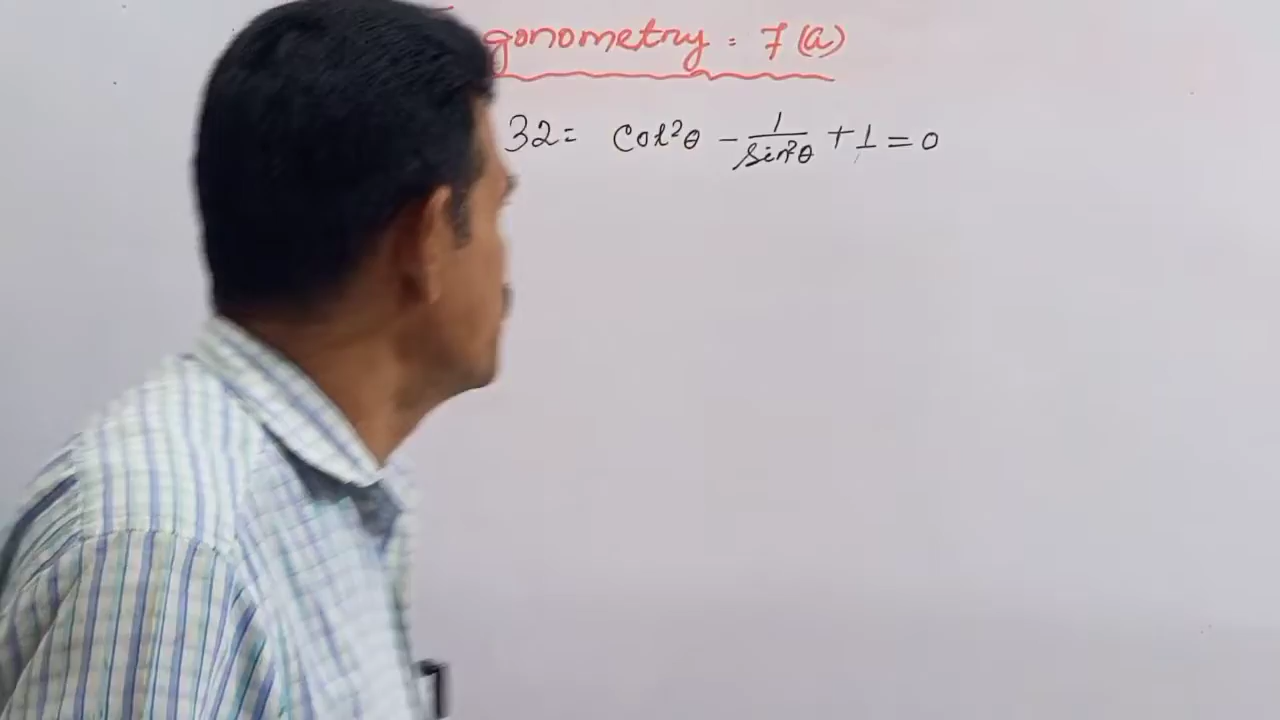 gonometry = 7(a)
32= Cot²θ - 1/Sin²θ + 1 = 0